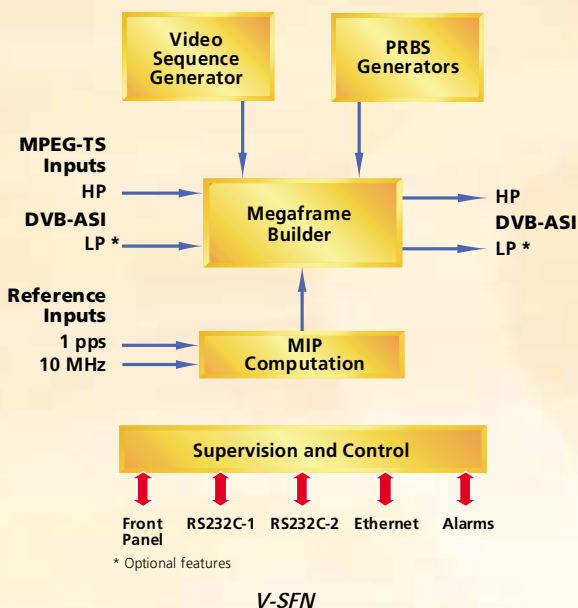 Video
Sequence
Generator
PRBS
Generators
MPEG-TS
Inputs
HP
DVB-ASI
LP *
Megaframe
Builder
HP
DVB-ASI
LP *
Reference
Inputs
1 pps
10 MHz
MIP
Computation
Supervision and Control
Front
Panel
RS232C-1
RS232C-2
Ethernet
Alarms
* Optional features
V-SFN